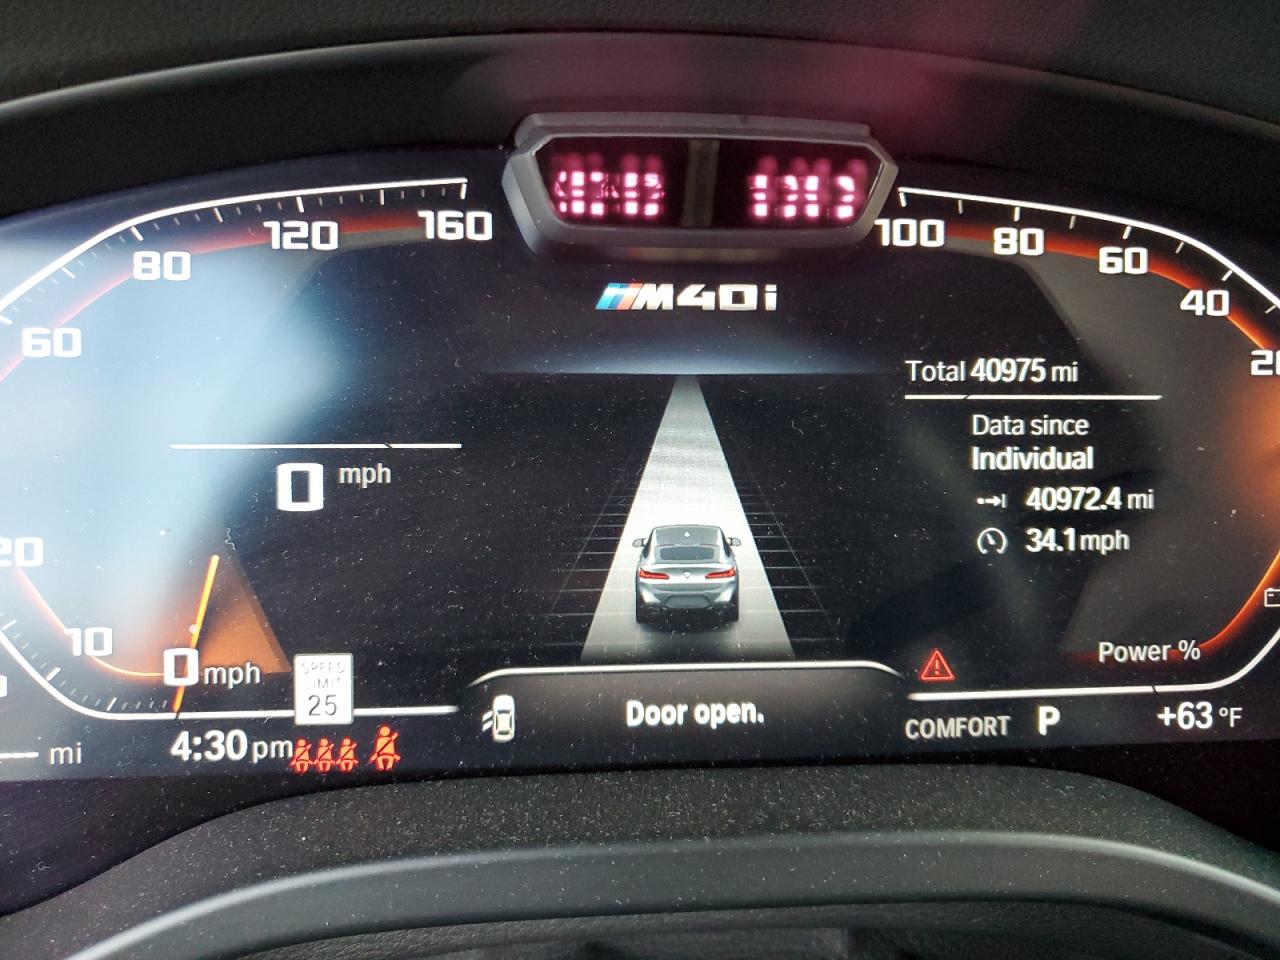 120
160
100
80
80
60
60
40
M40i
Total 40975 mi
Data since
Individual
40972.4 mi
34.1 mph
0 mph
20
10
0 mph
SPEED
LIMIT
25
Power %
Door open.
COMFORT P
+63 °F
4:30 pm
mi